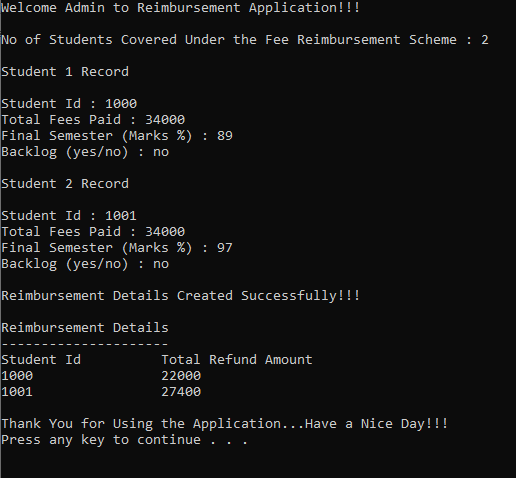 Welcome Admin to Reimbursement Application!!!
No of Students Covered Under the Fee Reimbursement Scheme : 2
Student 1 Record
Student Id : 1000
Total Fees Paid : 34000
Final Semester (Marks %) : 89
Backlog (yes/no) : no
Student 2 Record
Student Id : 1001
Total Fees Paid : 34000
Final Semester (Marks %) : 97
Backlog (yes/no) : no
Reimbursement Details Created Successfully!!!
Reimbursement Details
---------------------
Student Id          Total Refund Amount
1000                22000
1001                27400
Thank You for Using the Application...Have a Nice Day!!!
Press any key to continue . . .